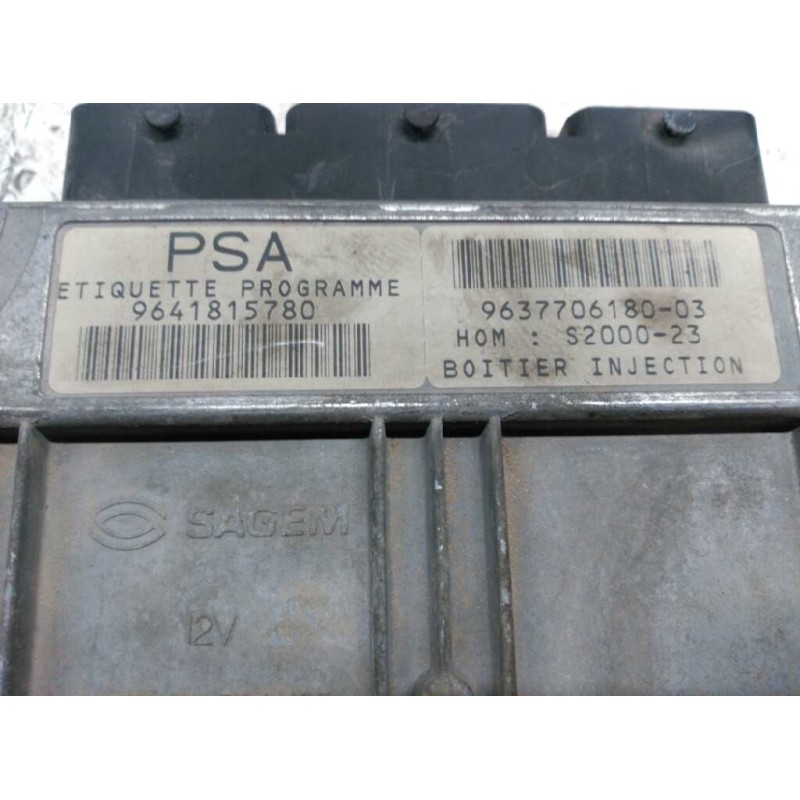 PSA
ETIQUETTE PROGRAMME
9641815780
9637706180-03
HOM : S2000-23
BOITIER INJECTION
SAGEM
12V